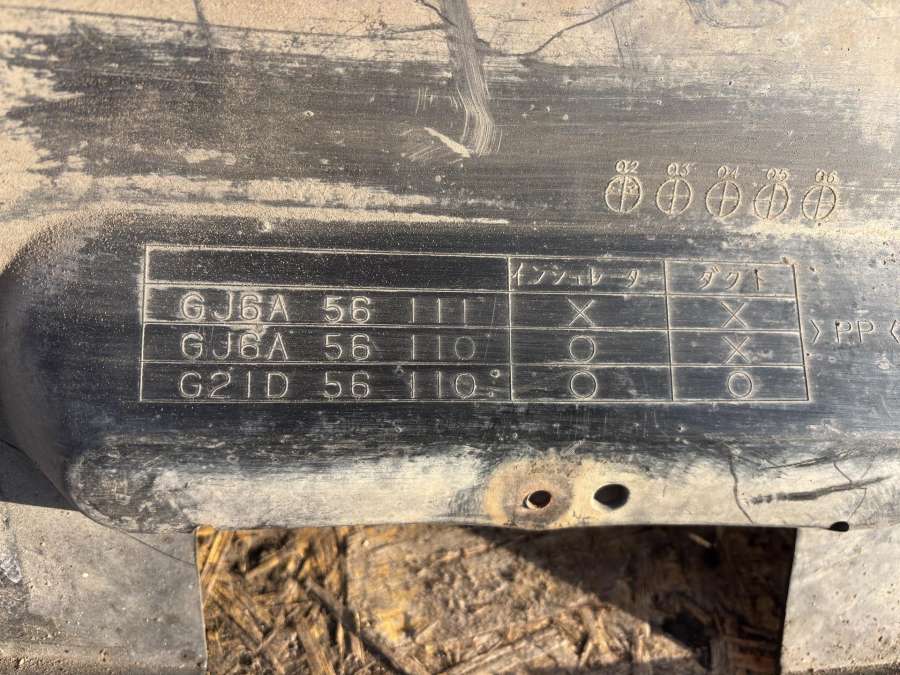 02 03 04 05 06
インシュレータ ダクト
GJ6A 56 111 × ×
GJ6A 56 110 ○ ×
G21D 56 110 ○ ○
>PP<